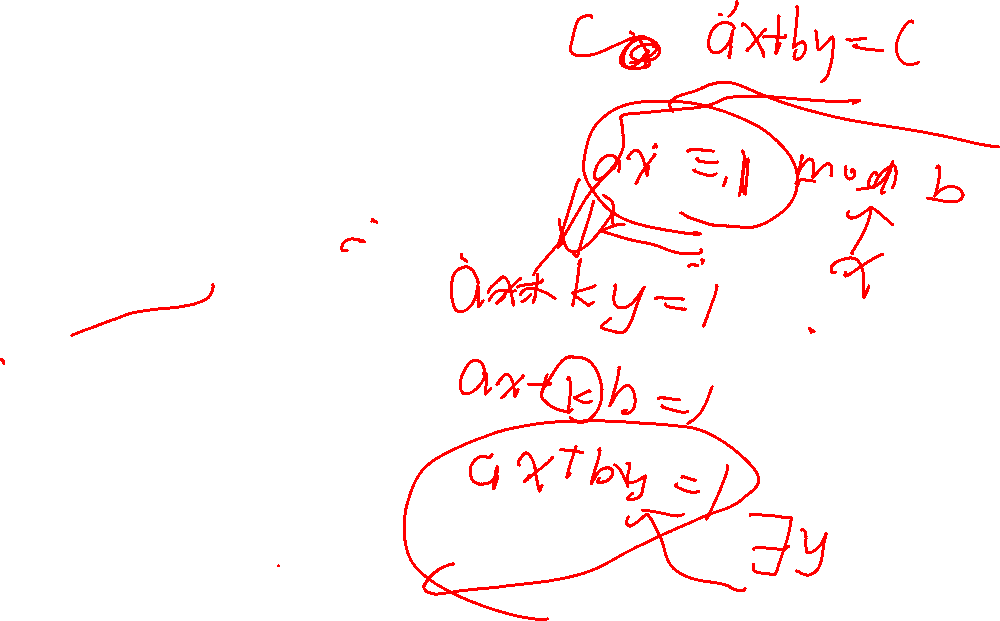 C ax+by=C
ax ≡ 1 mod b
x
ax+ky=1
ax+kb=1
ax+by=1
∃y